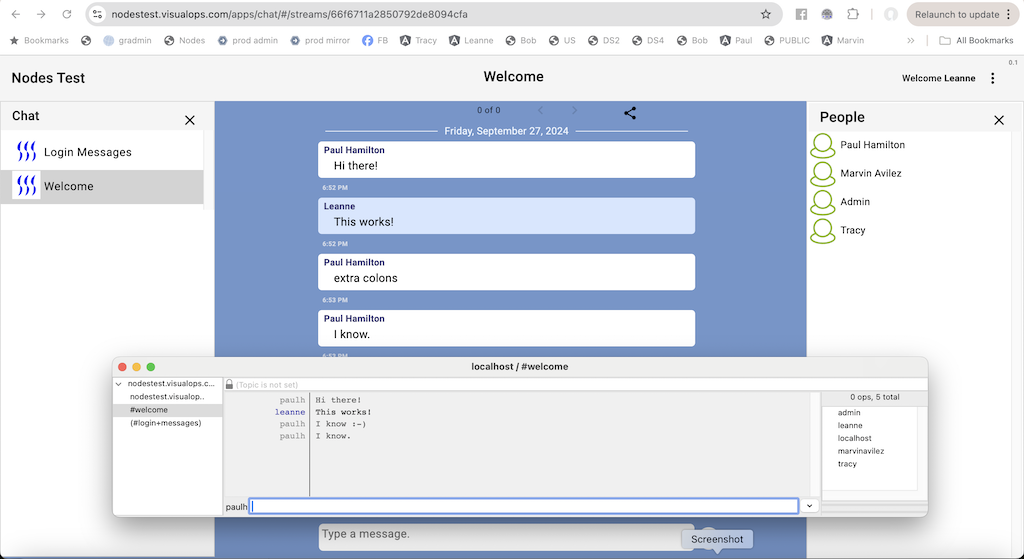 nodestest.visualops.com/apps/chat/#/streams/66f6711a2850792de8094cfa
Relaunch to update
Bookmarks
gradmin
Nodes
prod admin
prod mirror
FB
Tracy
Leanne
Bob
US
DS2
DS4
Bob
Paul
PUBLIC
Marvin
»
All Bookmarks
0.1
Nodes Test
Welcome
Welcome Leanne
Chat
Login Messages
Welcome
0 of 0
Friday, September 27, 2024
Paul Hamilton
Hi there!
6:52 PM
Leanne
This works!
6:52 PM
Paul Hamilton
extra colons
6:53 PM
Paul Hamilton
I know.
6:53 PM
People
Paul Hamilton
Marvin Avilez
Admin
Tracy
localhost / #welcome
nodestest.visualops.c...
nodestest.visualop..
#welcome
(#login+messages)
(Topic is not set)
paulh Hi there!
leanne This works!
paulh I know :-)
paulh I know.
0 ops, 5 total
admin
leanne
localhost
marvinavilez
tracy
paulh
Type a message.
Screenshot